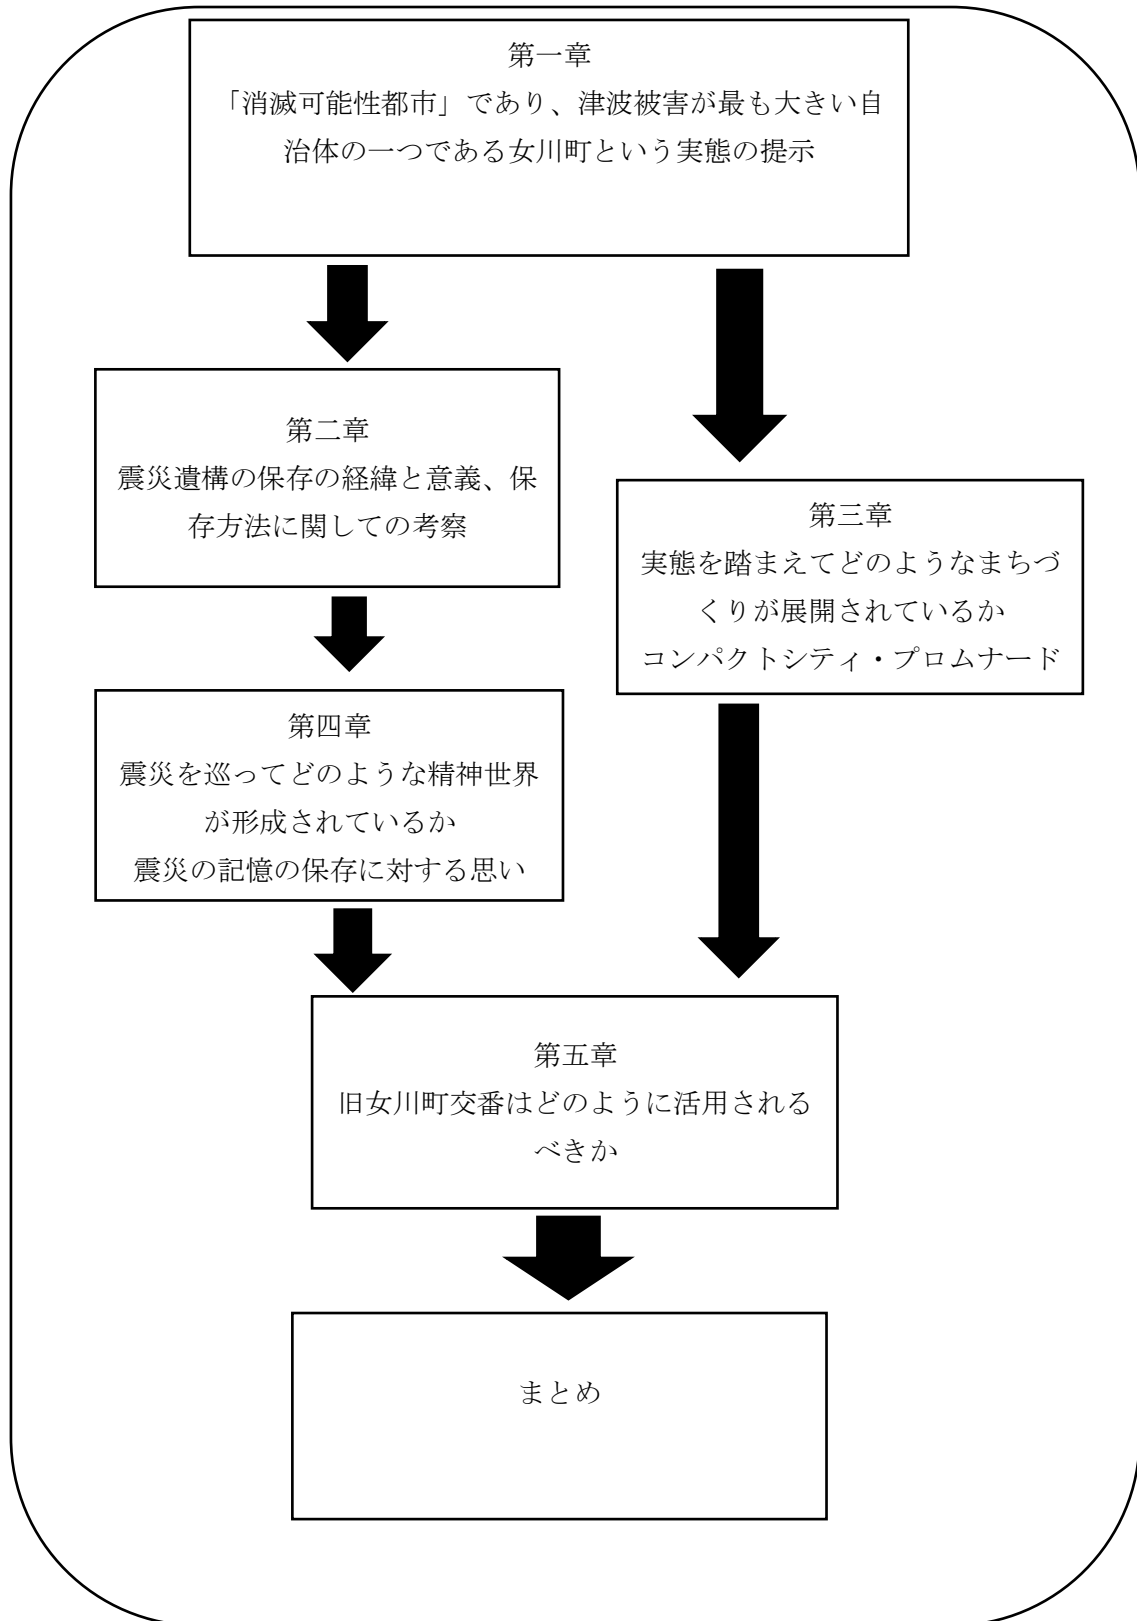 第一章
「消滅可能性都市」であり、津波被害が最も大きい自
治体の一つである女川町という実態の提示
第二章
震災遺構の保存の経緯と意義、保
存方法に関しての考察
第三章
実態を踏まえてどのようなまちづ
くりが展開されているか
コンパクトシティ・プロムナード
第四章
震災を巡ってどのような精神世界
が形成されているか
震災の記憶の保存に対する思い
第五章
旧女川町交番はどのように活用される
べきか
まとめ